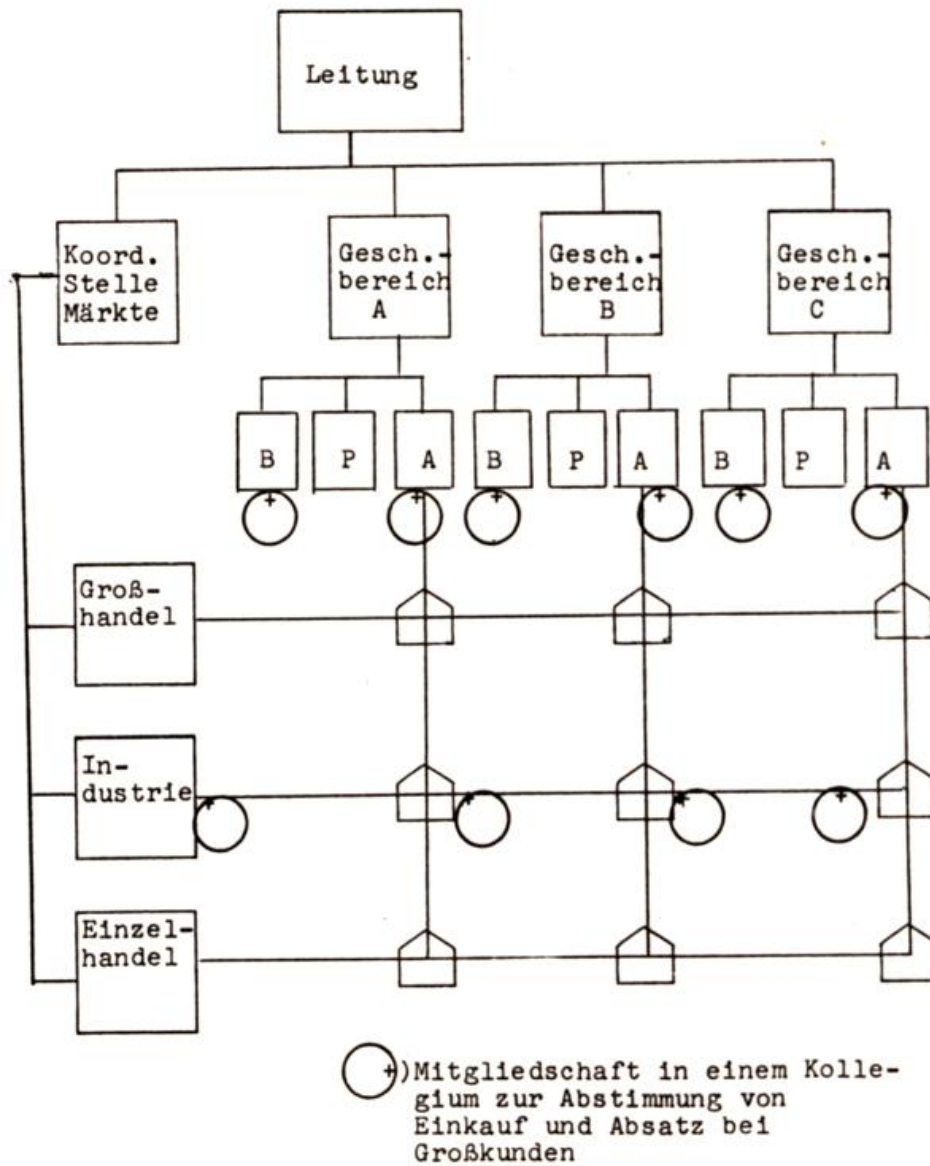 Leitung
Koord.
Stelle
Märkte
Gesch.-
bereich
A
Gesch.-
bereich
B
Gesch.-
bereich
C
B P A B P A B P A
Groß-
handel
In-
dustrie
Einzel-
handel
+)Mitgliedschaft in einem Kolle-
gium zur Abstimmung von
Einkauf und Absatz bei
Großkunden